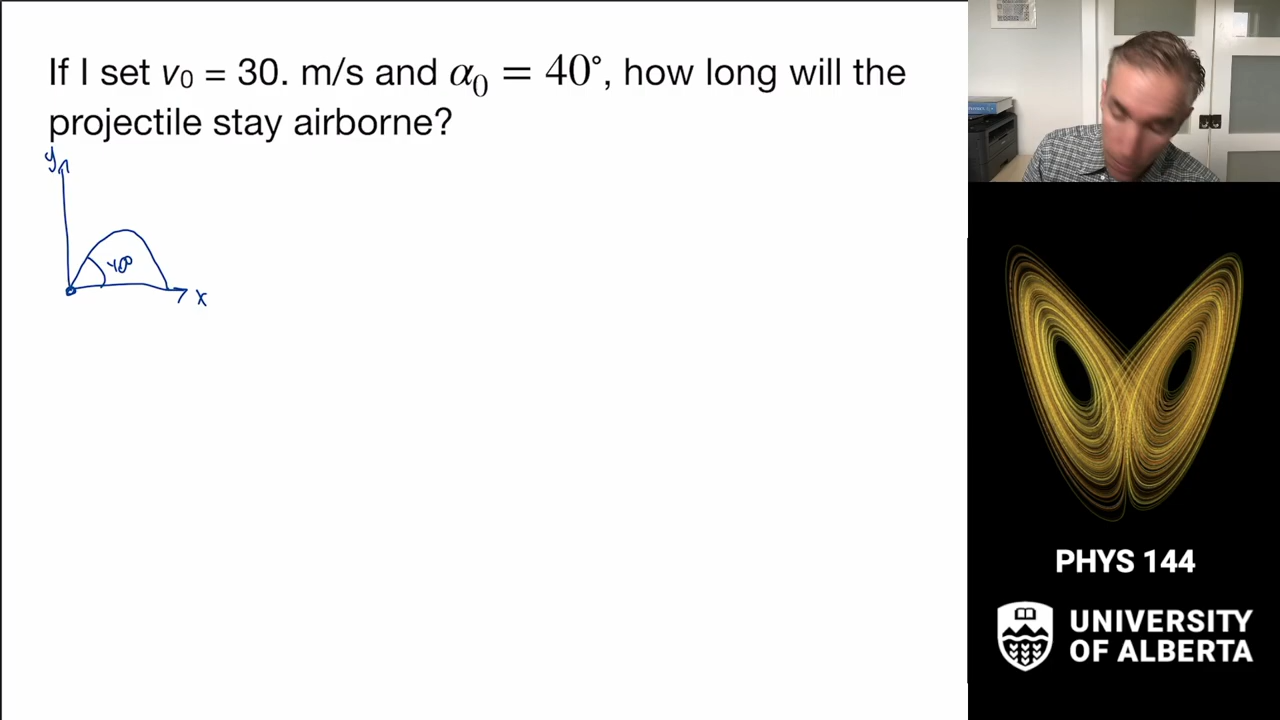 If I set v₀ = 30. m/s and α₀ = 40°, how long will the
projectile stay airborne?
y
40°
x
PHYS 144
UNIVERSITY
OF ALBERTA